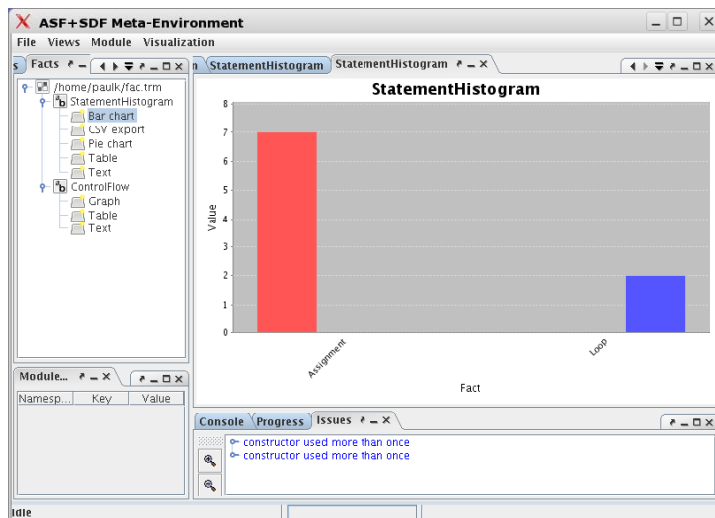 ASF+SDF Meta-Environment
File Views Module Visualization
s Facts
/home/paulk/fac.trm
StatementHistogram
Bar chart
CSV export
Pie chart
Table
Text
ControlFlow
Graph
Table
Text
Module...
Namesp... Key Value
n StatementHistogram StatementHistogram
StatementHistogram
8
7
6
5
4
3
2
1
0
Value
Assignment
Loop
Fact
Console Progress Issues
constructor used more than once
constructor used more than once
Idle